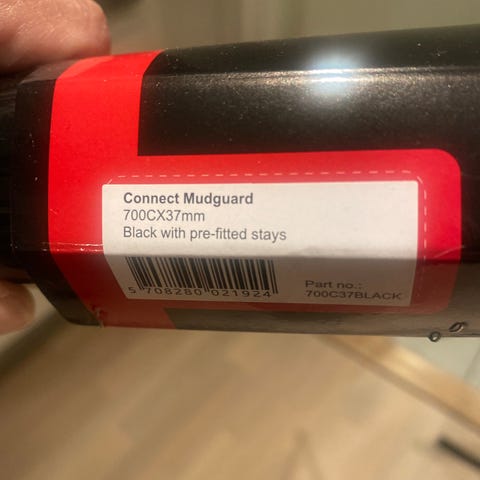 Connect Mudguard
700CX37mm
Black with pre-fitted stays
5 708280 021924
Part no.:
700C37BLACK